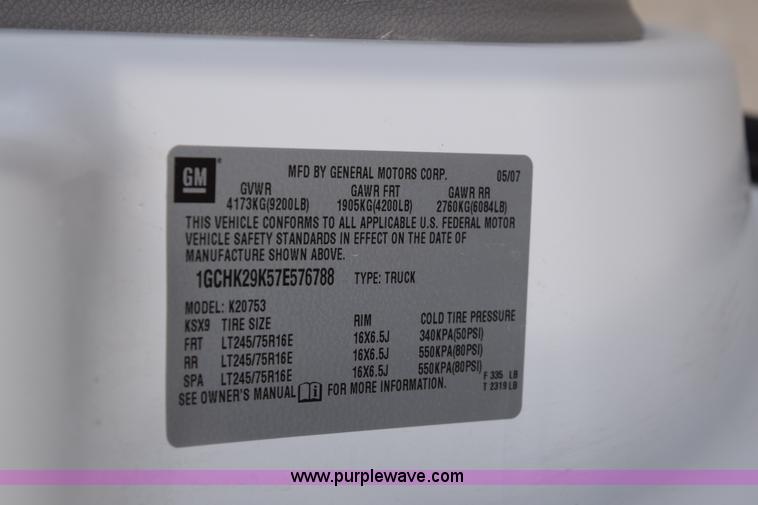 GM®
MFD BY GENERAL MOTORS CORP. 05/07
GVWR GAWR FRT GAWR RR
4173KG(9200LB) 1905KG(4200LB) 2760KG(6084LB)
THIS VEHICLE CONFORMS TO ALL APPLICABLE U.S. FEDERAL MOTOR
VEHICLE SAFETY STANDARDS IN EFFECT ON THE DATE OF
MANUFACTURE SHOWN ABOVE.
1GCHK29K57E576788 TYPE: TRUCK
MODEL: K20753
KSX9 TIRE SIZE RIM COLD TIRE PRESSURE
FRT LT245/75R16E 16X6.5J 340KPA(50PSI)
RR LT245/75R16E 16X6.5J 550KPA(80PSI)
SPA LT245/75R16E 16X6.5J 550KPA(80PSI)
SEE OWNER'S MANUAL i FOR MORE INFORMATION.
F 335 LB
T 2319 LB
www.purplewave.com